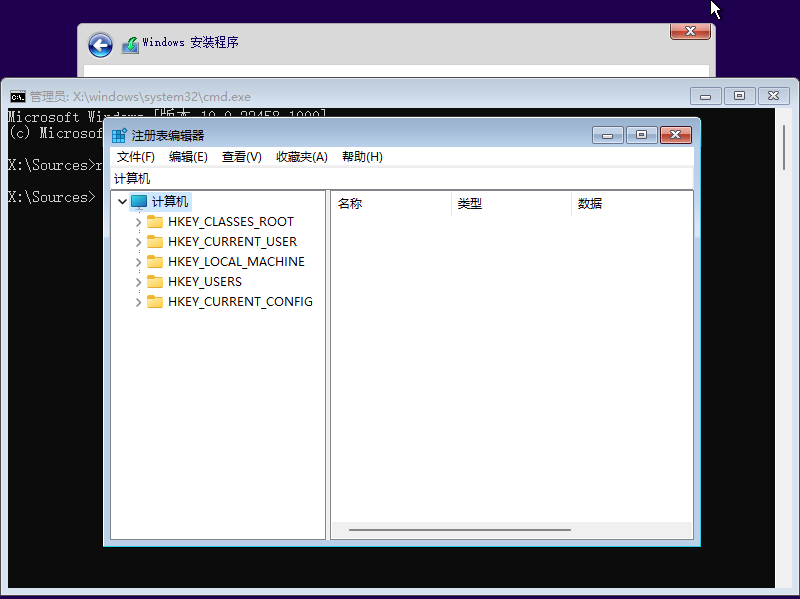 Windows 安装程序
管理员: X:\windows\system32\cmd.exe
Microsoft Windows [版本 10.0.22458.1000]
(c) Microsof
X:\Sources>r
X:\Sources>
注册表编辑器
文件(F) 编辑(E) 查看(V) 收藏夹(A) 帮助(H)
计算机
计算机
HKEY_CLASSES_ROOT
HKEY_CURRENT_USER
HKEY_LOCAL_MACHINE
HKEY_USERS
HKEY_CURRENT_CONFIG
名称 类型 数据